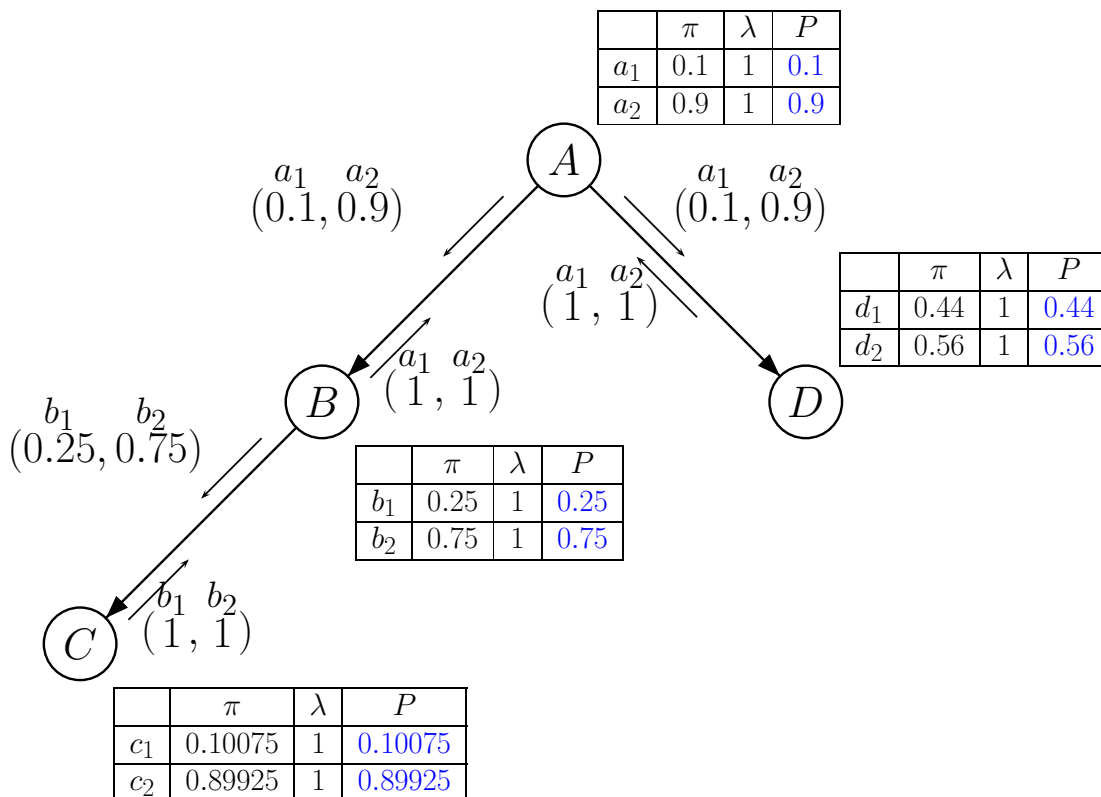 π λ P
a₁ 0.1 1 0.1
a₂ 0.9 1 0.9
A
a₁ a₂
(0.1, 0.9)
a₁ a₂
(0.1, 0.9)
a₁ a₂
(1, 1)
π λ P
d₁ 0.44 1 0.44
d₂ 0.56 1 0.56
a₁ a₂
(1, 1)
B
D
b₁ b₂
(0.25, 0.75)
π λ P
b₁ 0.25 1 0.25
b₂ 0.75 1 0.75
b₁ b₂
(1, 1)
C
π λ P
c₁ 0.10075 1 0.10075
c₂ 0.89925 1 0.89925